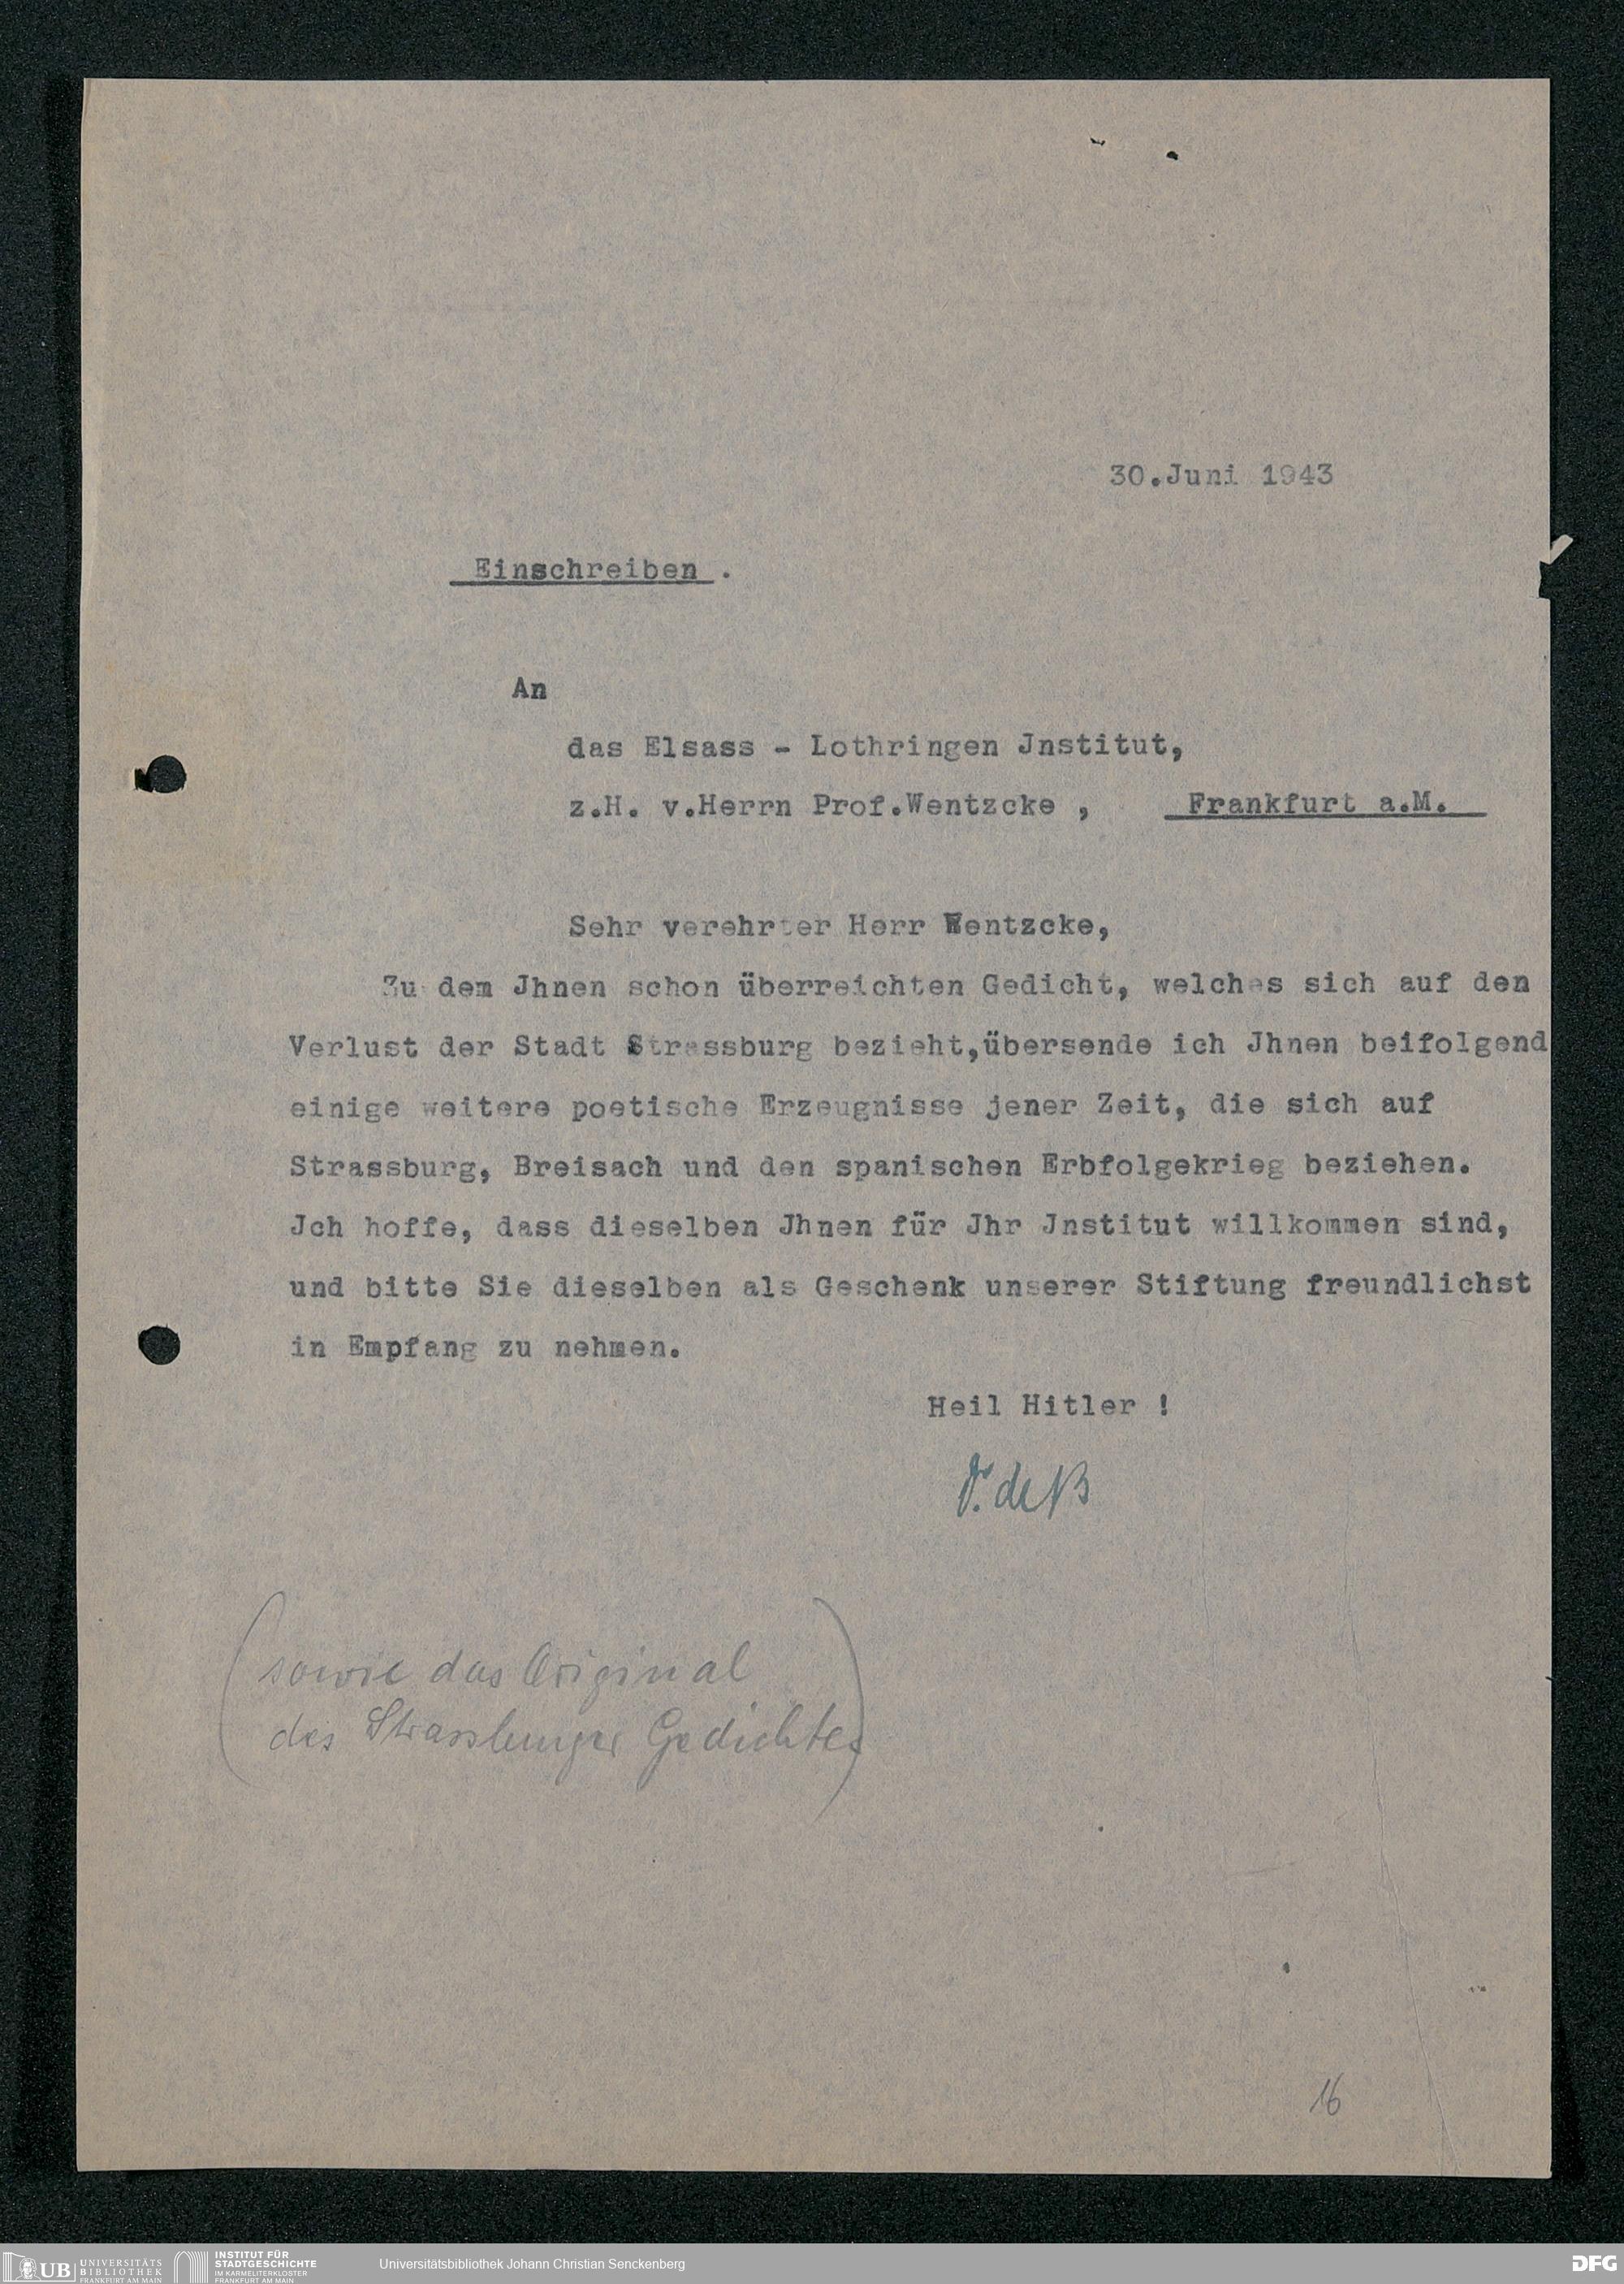 30.Juni 1943
Einschreiben .
An
das Elsass - Lothringen Jnstitut,
z.H. v.Herrn Prof.Wentzcke , Frankfurt a.M.
Sehr verehrter Herr Wentzcke,
Zu dem Jhnen schon überreichten Gedicht, welches sich auf den
Verlust der Stadt Strassburg bezieht,übersende ich Jhnen beifolgend
einige weitere poetische Erzeugnisse jener Zeit, die sich auf
Strassburg, Breisach und den spanischen Erbfolgekrieg beziehen.
Jch hoffe, dass dieselben Jhnen für Jhr Jnstitut willkommen sind,
und bitte Sie dieselben als Geschenk unserer Stiftung freundlichst
in Empfang zu nehmen.
Heil Hitler !
Dr. de B
(sowie das Original
des Strassburger Gedichtes)
16
UB UNIVERSITÄTS
BIBLIOTHEK
FRANKFURT AM MAIN
INSTITUT FÜR
STADTGESCHICHTE
IM KARMELITERKLOSTER
FRANKFURT AM MAIN
Universitätsbibliothek Johann Christian Senckenberg
DFG